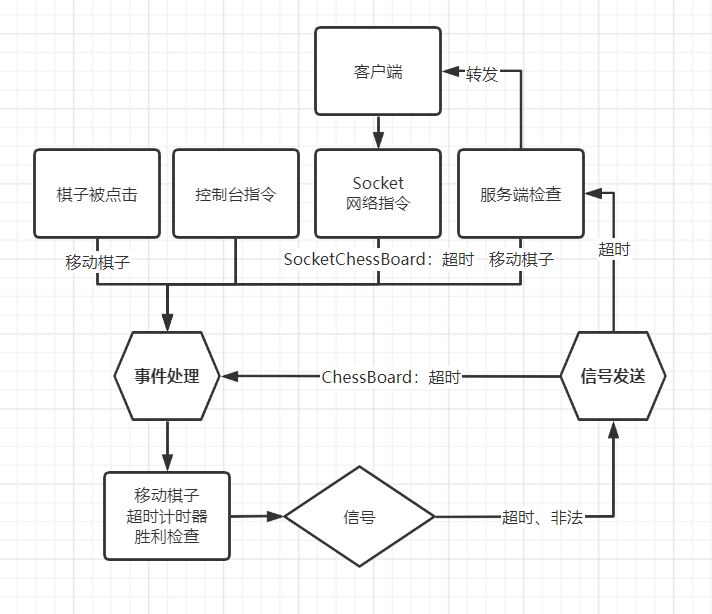 客户端
转发
棋子被点击
控制台指令
Socket
网络指令
服务端检查
移动棋子
SocketChessBoard：超时
移动棋子
超时
事件处理
ChessBoard：超时
信号发送
移动棋子
超时计时器
胜利检查
信号
超时、非法